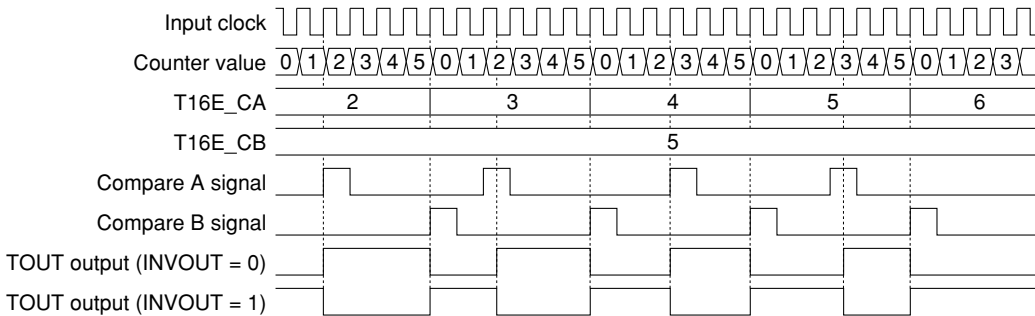 Input clock
Counter value 0 1 2 3 4 5 0 1 2 3 4 5 0 1 2 3 4 5 0 1 2 3 4 5 0 1 2 3
T16E_CA 2 3 4 5 6
T16E_CB 5
Compare A signal
Compare B signal
TOUT output (INVOUT = 0)
TOUT output (INVOUT = 1)